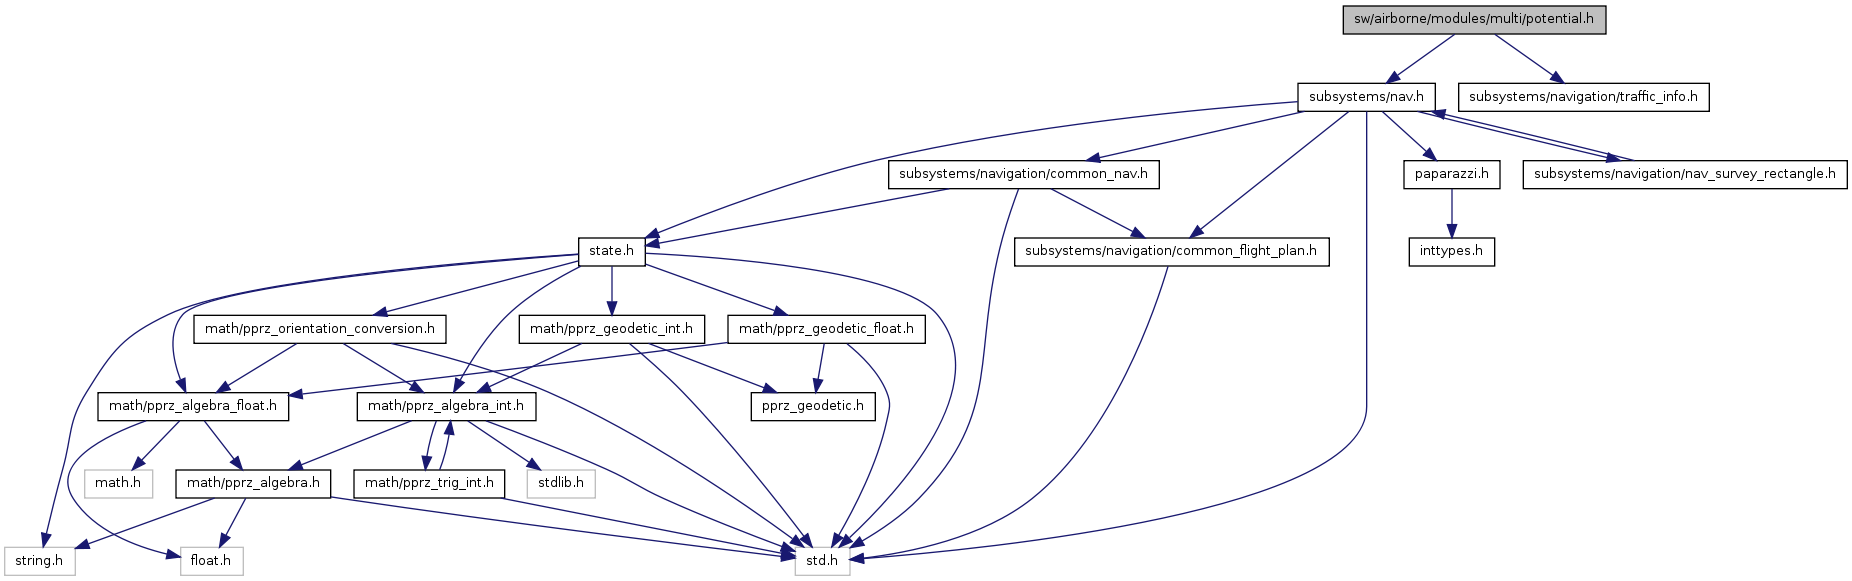 sw/airborne/modules/multi/potential.h
subsystems/nav.h
subsystems/navigation/traffic_info.h
subsystems/navigation/common_nav.h
paparazzi.h
subsystems/navigation/nav_survey_rectangle.h
state.h
subsystems/navigation/common_flight_plan.h
inttypes.h
math/pprz_orientation_conversion.h
math/pprz_geodetic_int.h
math/pprz_geodetic_float.h
math/pprz_algebra_float.h
math/pprz_algebra_int.h
pprz_geodetic.h
math.h
math/pprz_algebra.h
math/pprz_trig_int.h
stdlib.h
string.h
float.h
std.h